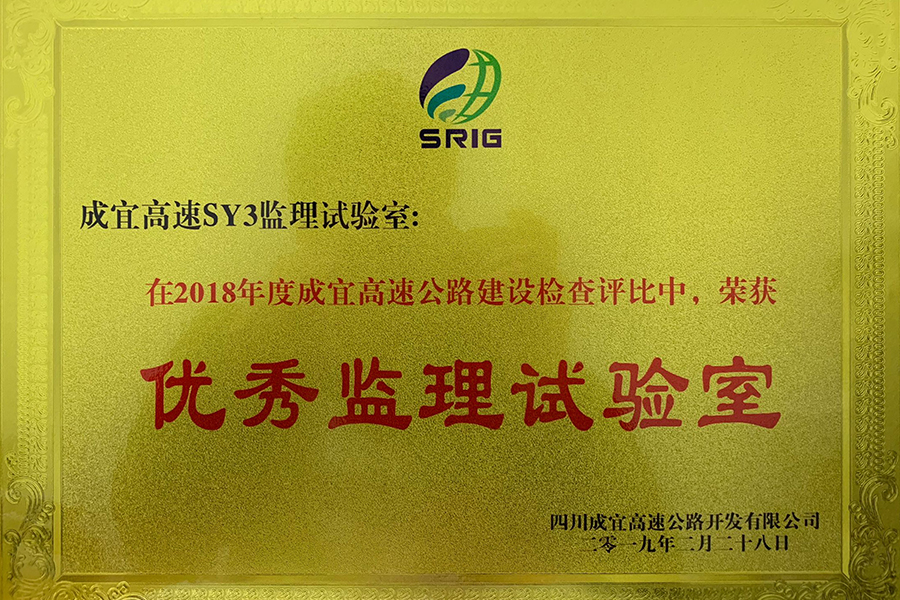 SRIG
成宜高速SY3监理试验室:
在2018年度成宜高速公路建设检查评比中，荣获
优秀监理试验室
四川成宜高速公路开发有限公司
二零一九年二月二十八日